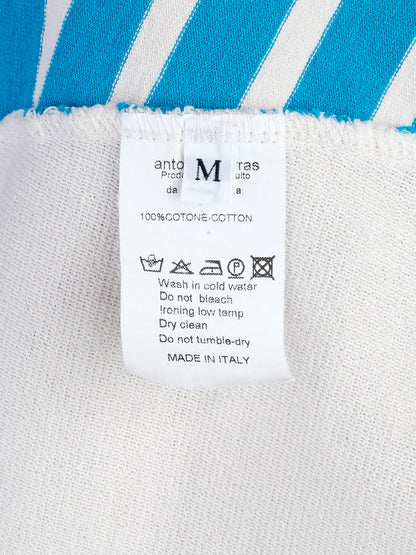 M
100%COTONE-COTTON
P
Wash in cold water
Do not bleach
Ironing low temp
Dry clean
Do not tumble-dry
MADE IN ITALY